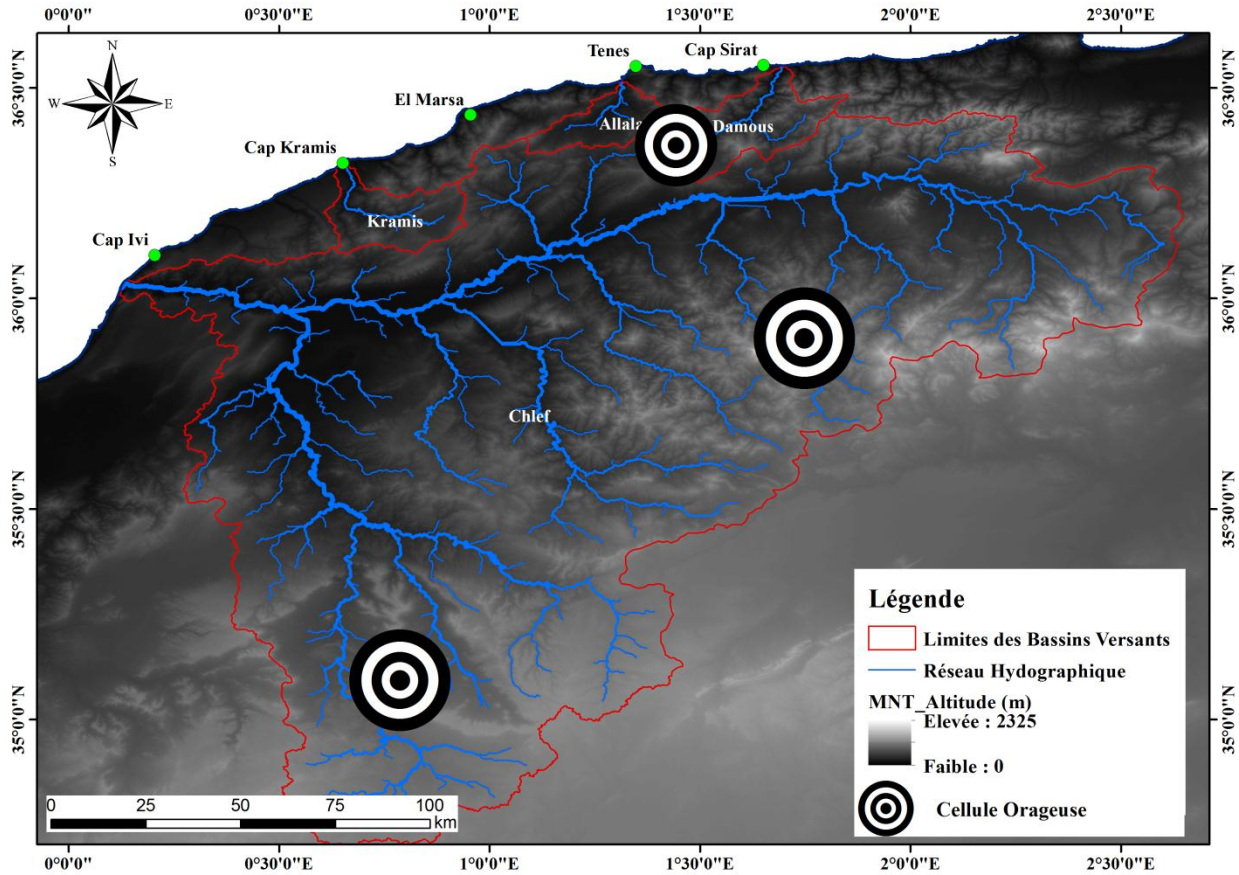 0°0'0" 0°30'0"E 1°0'0"E 1°30'0"E 2°0'0"E 2°30'0"E
N
W E
S
Tenes Cap Sirat
36°30'0"N 36°30'0"N
El Marsa
Allala Damous
Cap Kramis
Kramis
Cap Ivi
36°0'0"N 36°0'0"N
Chlef
35°30'0"N 35°30'0"N
Légende
Limites des Bassins Versants
Réseau Hydographique
MNT_Altitude (m)
Elevée : 2325
Faible : 0
Cellule Orageuse
35°0'0"N 35°0'0"N
0 25 50 75 100
km
0°0'0" 0°30'0"E 1°0'0"E 1°30'0"E 2°0'0"E 2°30'0"E